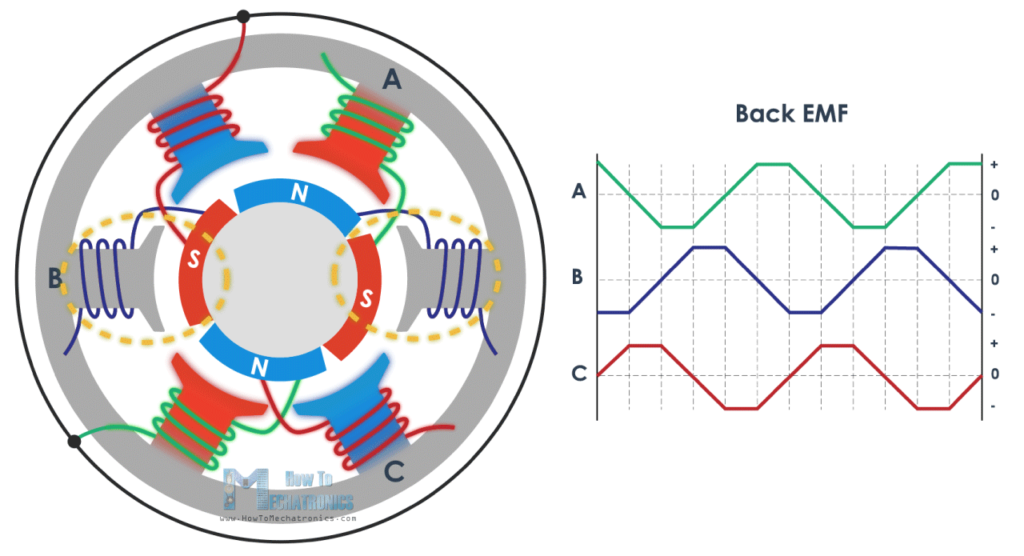 A
Back EMF
N
S
B
S
N
C
How To
MECHATRONICS
www.HowToMechatronics.com
A
+
0
-
B
+
0
-
C
+
0
-